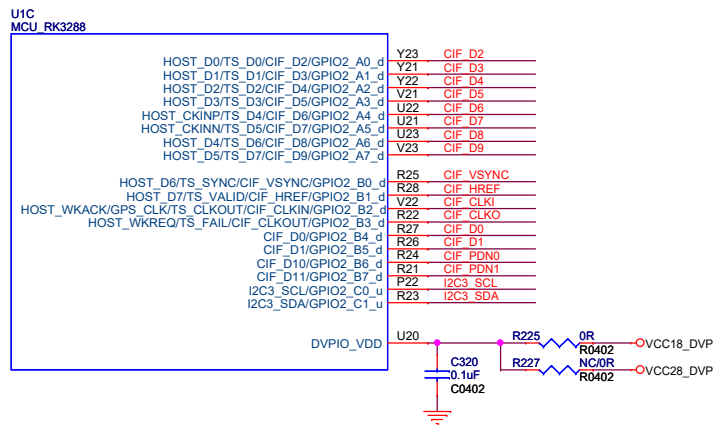 U1C
MCU_RK3288
HOST_D0/TS_D0/CIF_D2/GPIO2_A0_d Y23 CIF_D2
HOST_D1/TS_D1/CIF_D3/GPIO2_A1_d Y21 CIF_D3
HOST_D2/TS_D2/CIF_D4/GPIO2_A2_d Y22 CIF_D4
HOST_D3/TS_D3/CIF_D5/GPIO2_A3_d V21 CIF_D5
HOST_CKINP/TS_D4/CIF_D6/GPIO2_A4_d U22 CIF_D6
HOST_CKINN/TS_D5/CIF_D7/GPIO2_A5_d U21 CIF_D7
HOST_D4/TS_D6/CIF_D8/GPIO2_A6_d U23 CIF_D8
HOST_D5/TS_D7/CIF_D9/GPIO2_A7_d V23 CIF_D9
HOST_D6/TS_SYNC/CIF_VSYNC/GPIO2_B0_d R25 CIF_VSYNC
HOST_D7/TS_VALID/CIF_HREF/GPIO2_B1_d R28 CIF_HREF
HOST_WKACK/GPS_CLK/TS_CLKOUT/CIF_CLKIN/GPIO2_B2_d V22 CIF_CLKI
HOST_WKREQ/TS_FAIL/CIF_CLKOUT/GPIO2_B3_d R22 CIF_CLKO
CIF_D0/GPIO2_B4_d R27 CIF_D0
CIF_D1/GPIO2_B5_d R26 CIF_D1
CIF_D10/GPIO2_B6_d R24 CIF_PDN0
CIF_D11/GPIO2_B7_d R21 CIF_PDN1
I2C3_SCL/GPIO2_C0_u P22 I2C3_SCL
I2C3_SDA/GPIO2_C1_u R23 I2C3_SDA
DVPIO_VDD U20
R225 0R
R0402
VCC18_DVP
C320
0.1uF
C0402
R227 NC/0R
R0402
VCC28_DVP